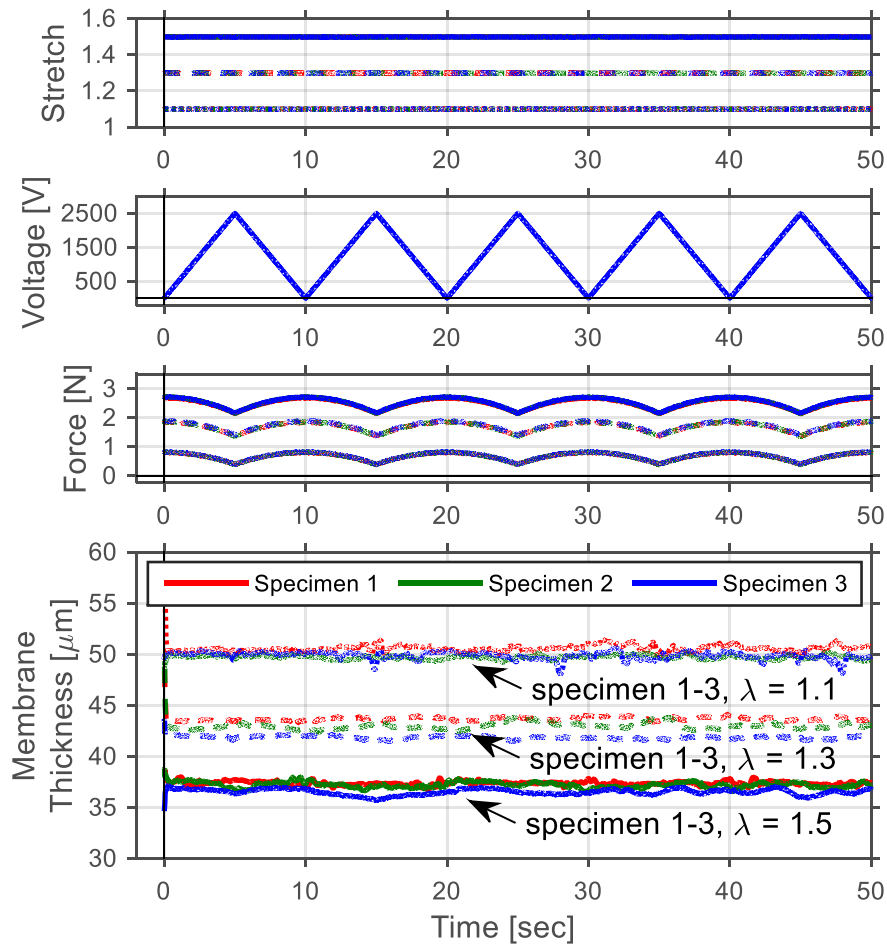 Stretch
1.6
1.4
1.2
1
0 10 20 30 40 50
Voltage [V]
2500
1500
500
0 10 20 30 40 50
Force [N]
3
2
1
0
0 10 20 30 40 50
Membrane
Thickness [μm]
60
55
50
45
40
35
30
Specimen 1 Specimen 2 Specimen 3
specimen 1-3, λ = 1.1
specimen 1-3, λ = 1.3
specimen 1-3, λ = 1.5
0 10 20 30 40 50
Time [sec]